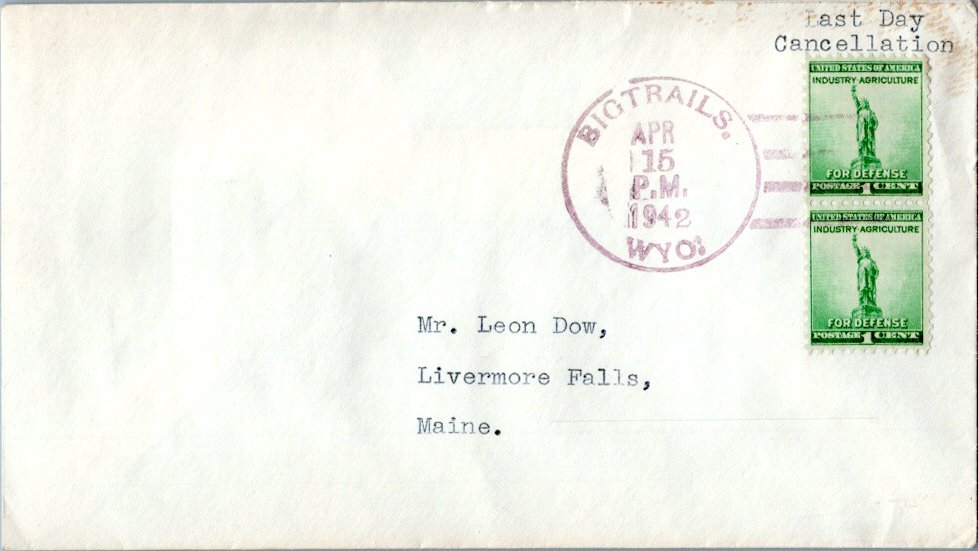 Last Day
Cancellation
BIGTRAILS.
APR
15
P.M.
1942
WYO.
UNITED STATES OF AMERICA
INDUSTRY·AGRICULTURE
FOR DEFENSE
POSTAGE 1 CENT
UNITED STATES OF AMERICA
INDUSTRY·AGRICULTURE
FOR DEFENSE
POSTAGE 1 CENT
Mr. Leon Dow,
Livermore Falls,
Maine.